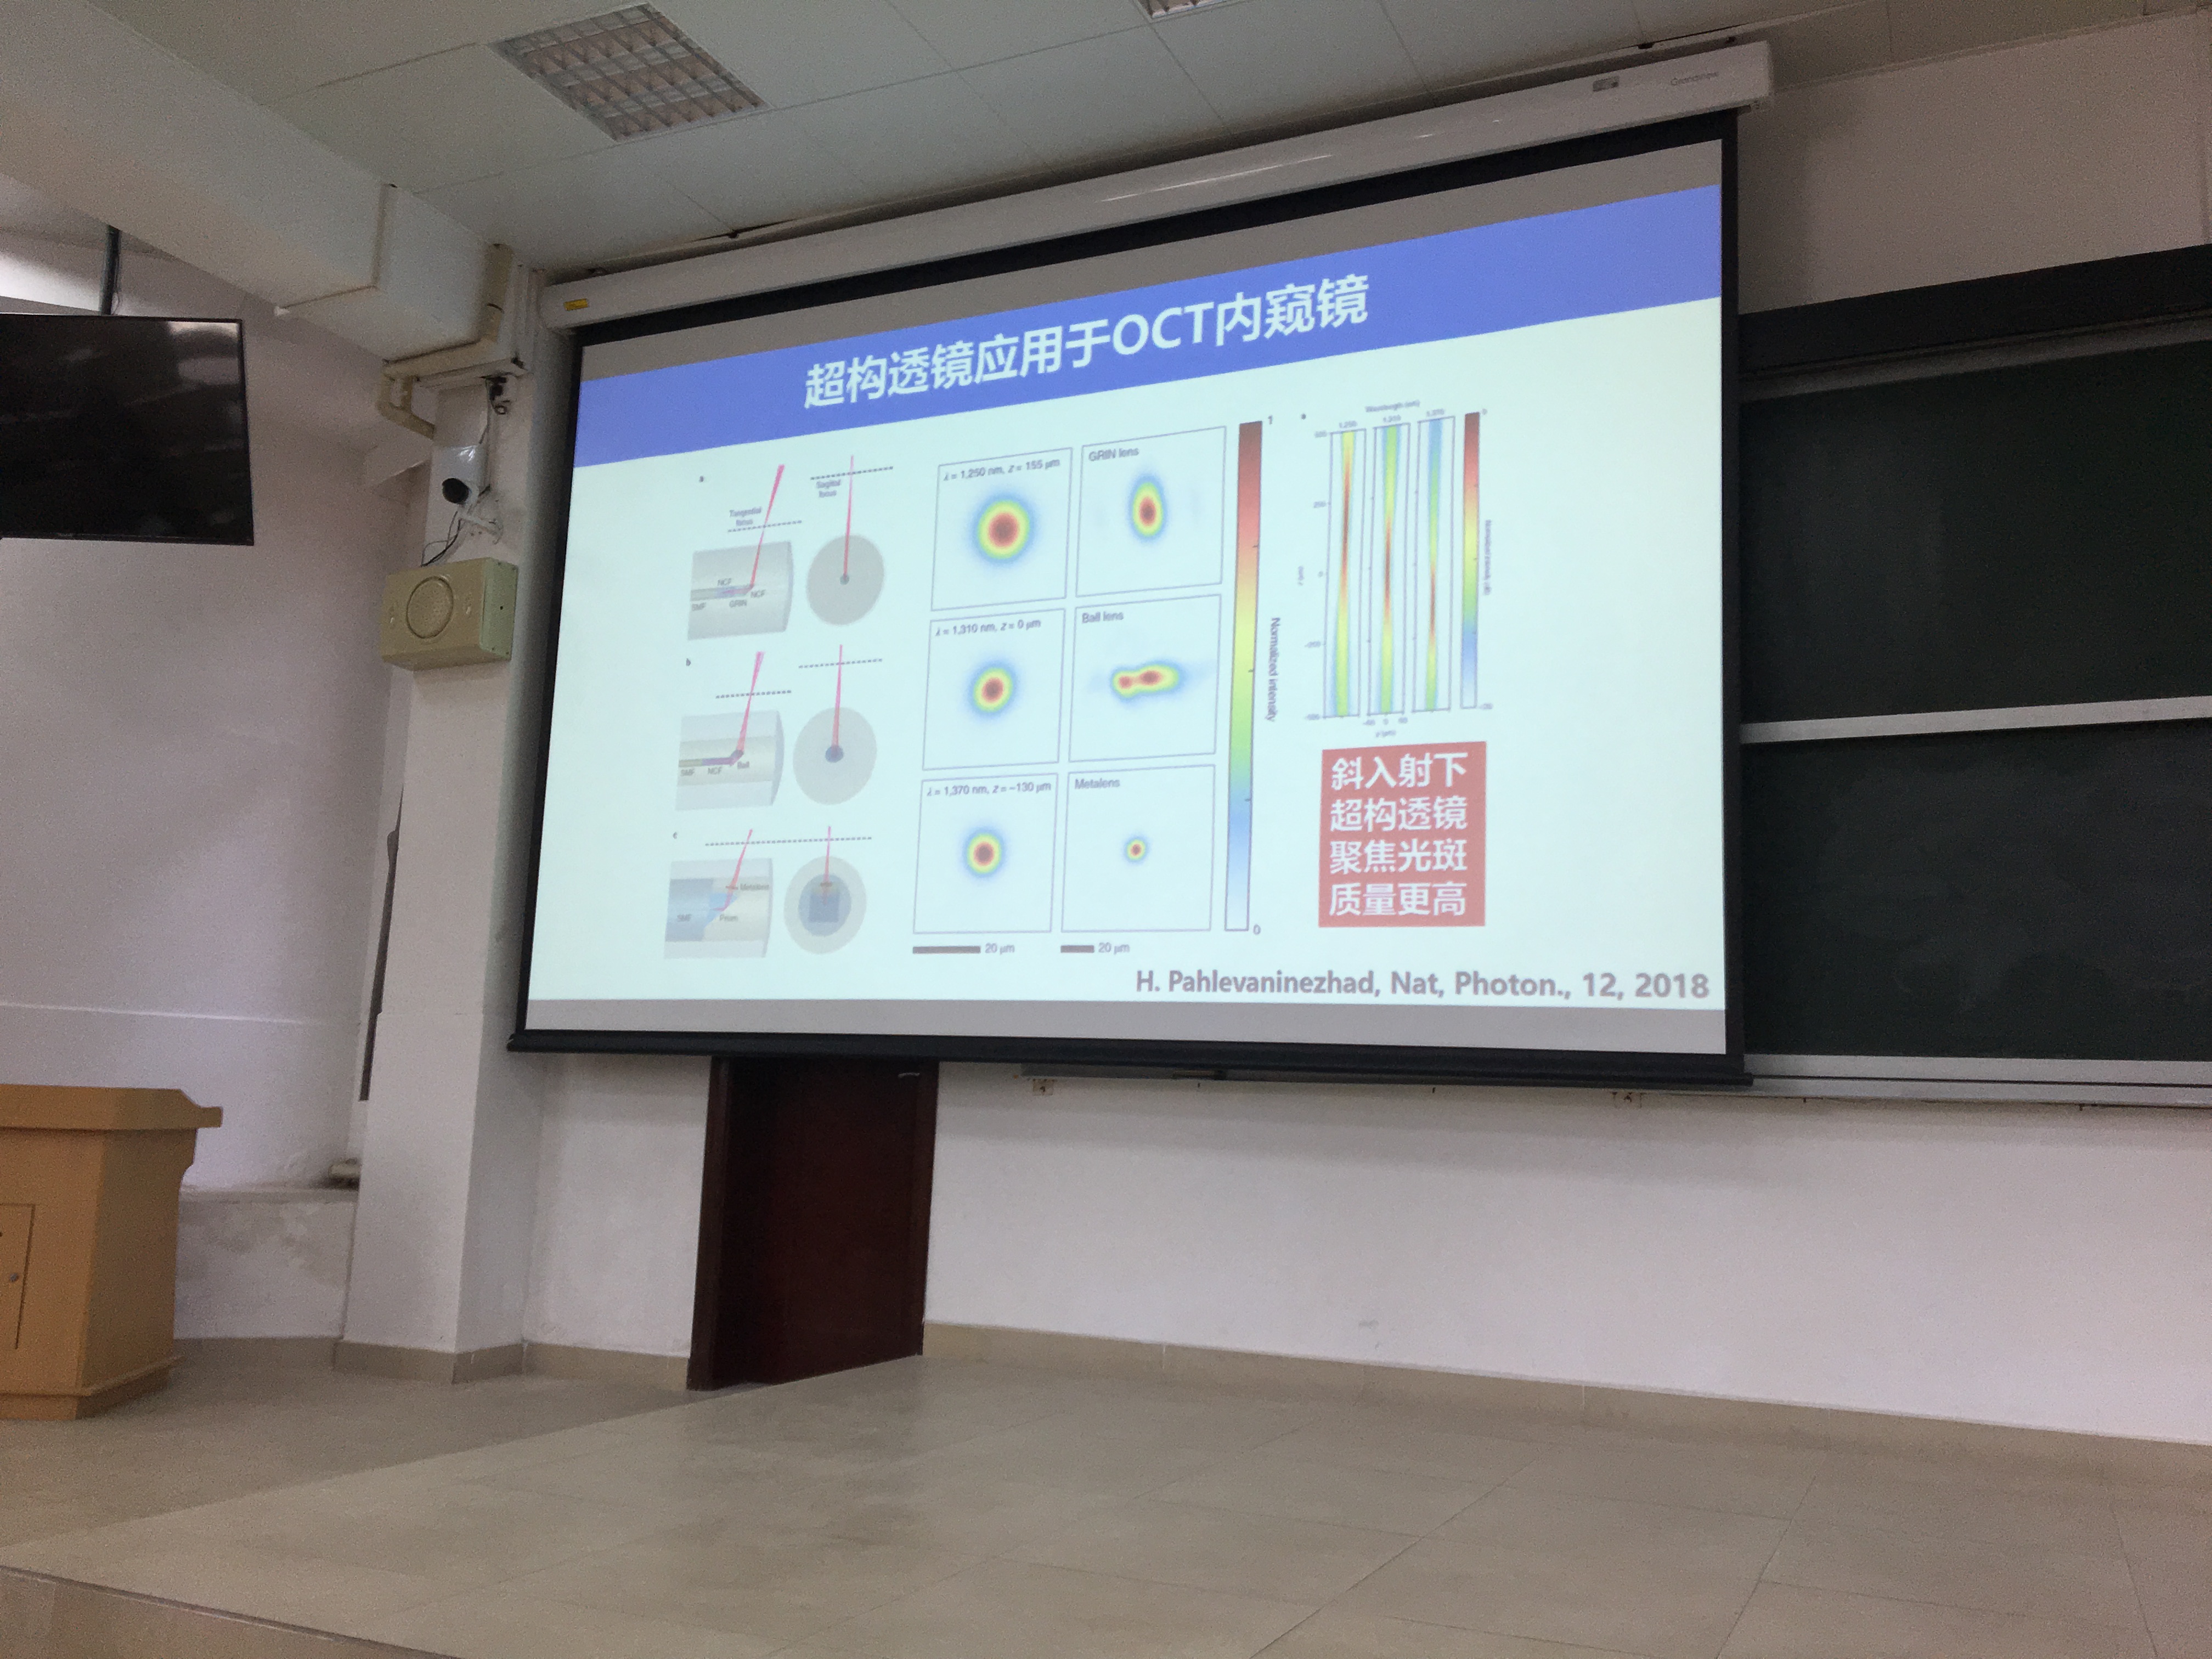 超构透镜应用于OCT内窥镜
a
Tangential
focus
Sagittal
focus
NCF
SMF
GRIN
NCF
b
SMF
NCF
Ball
c
Metalens
SMF
Prism
λ = 1,250 nm, z = 155 μm
GRIN lens
λ = 1,310 nm, z = 0 μm
Ball lens
λ = 1,370 nm, z = −130 μm
Metalens
20 μm
20 μm
1
Normalized intensity
0
Wavelength (nm)
1,250
1,310
1,370
500
250
0
斜入射下
超构透镜
聚焦光斑
质量更高
H. Pahlevaninezhad, Nat, Photon., 12, 2018